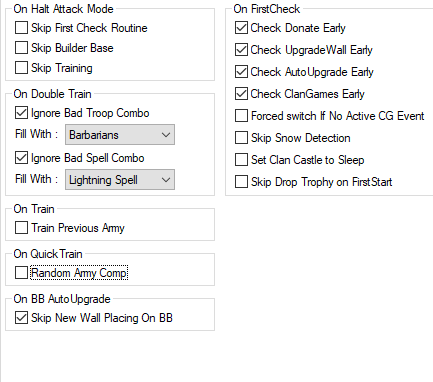 On Halt Attack Mode
Skip First Check Routine
Skip Builder Base
Skip Training
On Double Train
Ignore Bad Troop Combo
Fill With : Barbarians
Ignore Bad Spell Combo
Fill With : Lightning Spell
On Train
Train Previous Army
On QuickTrain
Random Army Comp
On BB AutoUpgrade
Skip New Wall Placing On BB
On FirstCheck
Check Donate Early
Check UpgradeWall Early
Check AutoUpgrade Early
Check ClanGames Early
Forced switch If No Active CG Event
Skip Snow Detection
Set Clan Castle to Sleep
Skip Drop Trophy on FirstStart